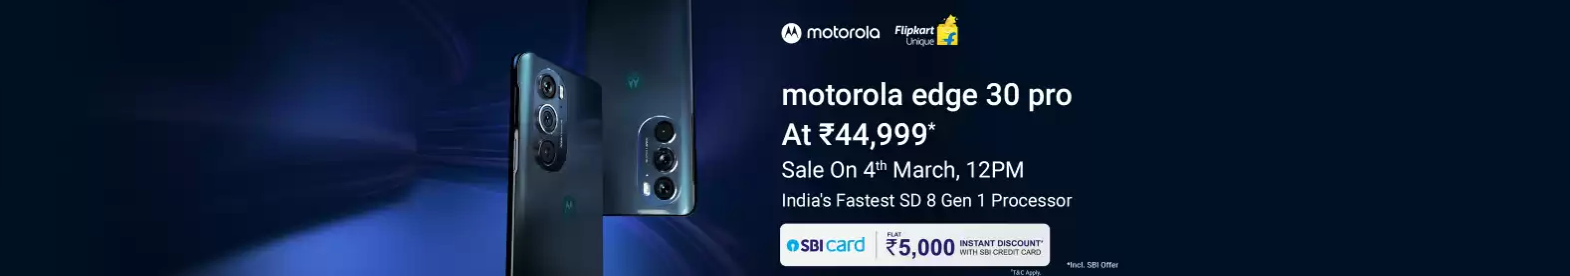 motorola Flipkart
Unique
motorola edge 30 pro
At ₹44,999*
Sale On 4th March, 12PM
India's Fastest SD 8 Gen 1 Processor
SBI card FLAT ₹5,000 INSTANT DISCOUNT*
WITH SBI CREDIT CARD
*Incl. SBI Offer
*T&C Apply.